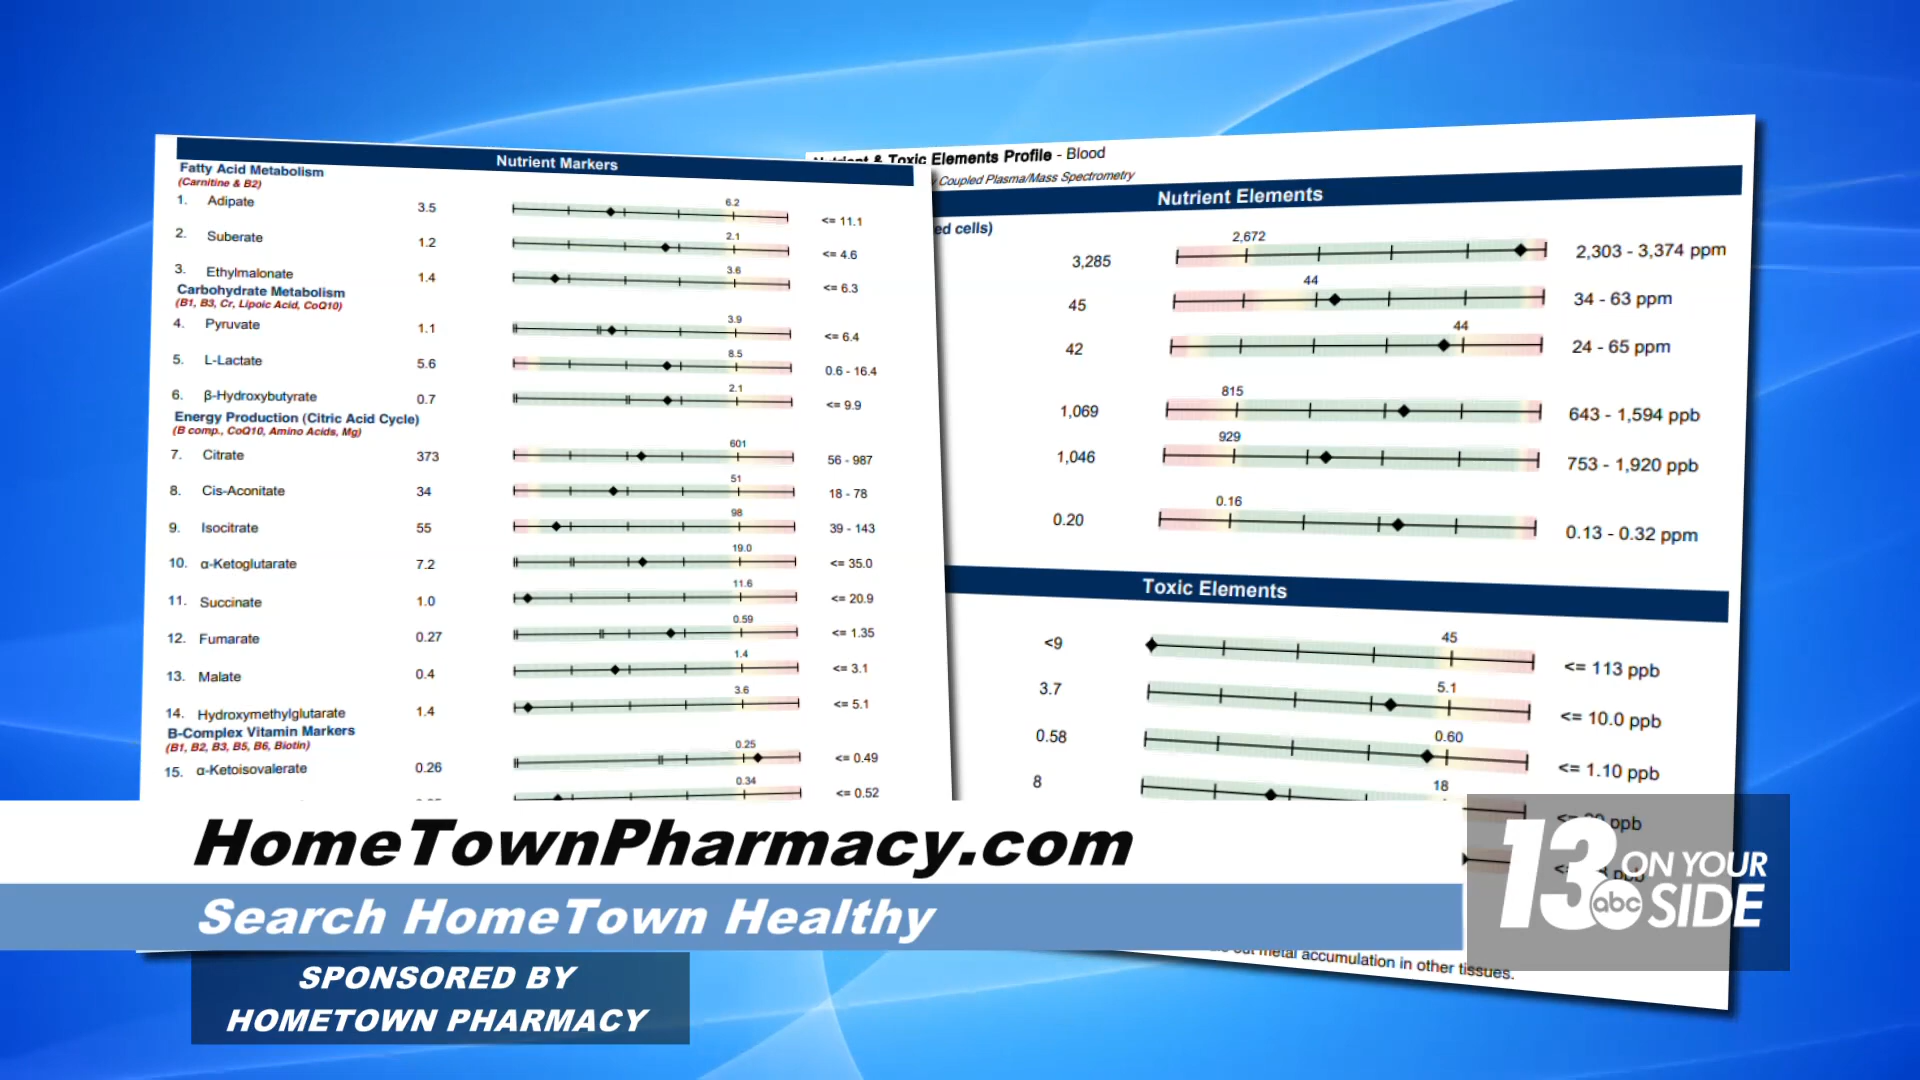 Nutrient Markers
Fatty Acid Metabolism
(Carnitine & B2)
1. Adipate 3.5 6.2 <= 11.1
2. Suberate 1.2 2.1 <= 4.6
3. Ethylmalonate 1.4 3.6 <= 6.3
Carbohydrate Metabolism
(B1, B3, Cr, Lipoic Acid, CoQ10)
4. Pyruvate 1.1 3.9 <= 6.4
5. L-Lactate 5.6 8.5 0.6 - 16.4
6. β-Hydroxybutyrate 0.7 2.1 <= 9.9
Energy Production (Citric Acid Cycle)
(B comp., CoQ10, Amino Acids, Mg)
7. Citrate 373 601 56 - 987
8. Cis-Aconitate 34 51 18 - 78
9. Isocitrate 55 98 39 - 143
10. α-Ketoglutarate 7.2 19.0 <= 35.0
11. Succinate 1.0 11.6 <= 20.9
12. Fumarate 0.27 0.59 <= 1.35
13. Malate 0.4 1.4 <= 3.1
14. Hydroxymethylglutarate 1.4 3.6 <= 5.1
B-Complex Vitamin Markers
(B1, B2, B3, B5, B6, Biotin)
15. α-Ketoisovalerate 0.26 0.25 <= 0.49
0.34 <= 0.52
& Toxic Elements Profile - Blood
Coupled Plasma/Mass Spectrometry
Nutrient Elements
cells)
3,285 2,672 2,303 - 3,374 ppm
45 44 34 - 63 ppm
42 44 24 - 65 ppm
1,069 815 643 - 1,594 ppb
1,046 929 753 - 1,920 ppb
0.20 0.16 0.13 - 0.32 ppm
Toxic Elements
<9 45 <= 113 ppb
3.7 5.1 <= 10.0 ppb
0.58 0.60 <= 1.10 ppb
8 18 ppb
ppb
metal accumulation in other tissues.
HomeTownPharmacy.com
Search HomeTown Healthy
SPONSORED BY
HOMETOWN PHARMACY
13 ON YOUR
abc SIDE